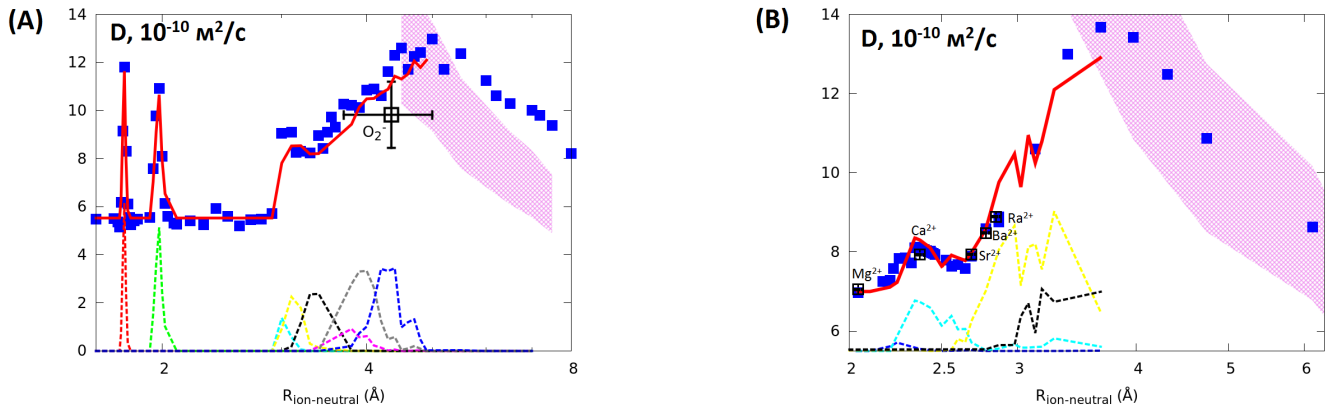 (A)
D, 10⁻¹⁰ м²/с
14
12
10
8
6
4
2
0
O₂⁻
2
4
8
R_ion-neutral (Å)
(B)
D, 10⁻¹⁰ м²/с
14
12
10
8
6
Mg²⁺
Ca²⁺
Sr²⁺
Ba²⁺
Ra²⁺
2
2.5
3
4
5
6
R_ion-neutral (Å)